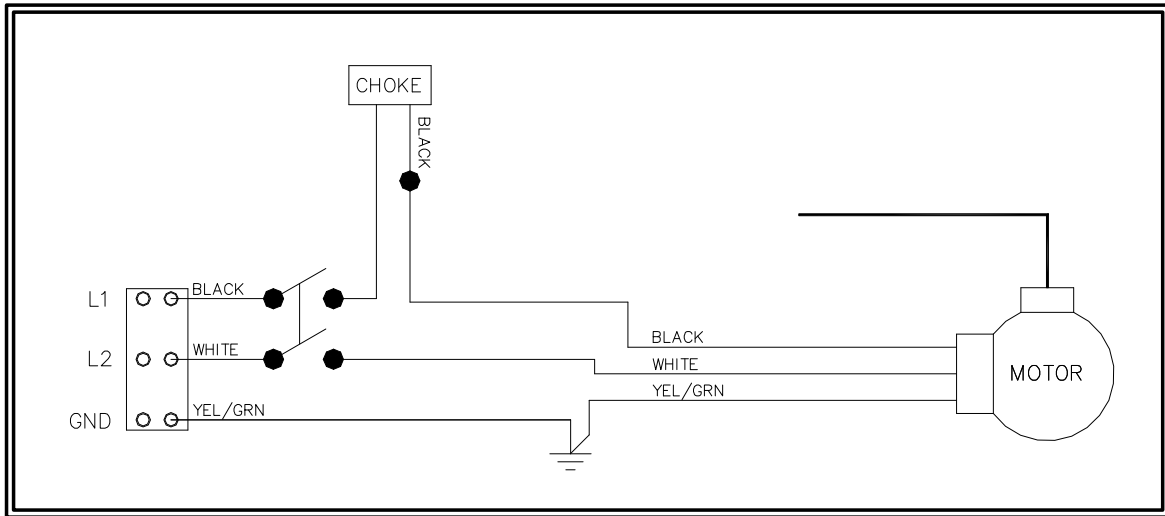 CHOKE
BLACK
L1
BLACK
L2
WHITE
GND
YEL/GRN
BLACK
WHITE
YEL/GRN
MOTOR